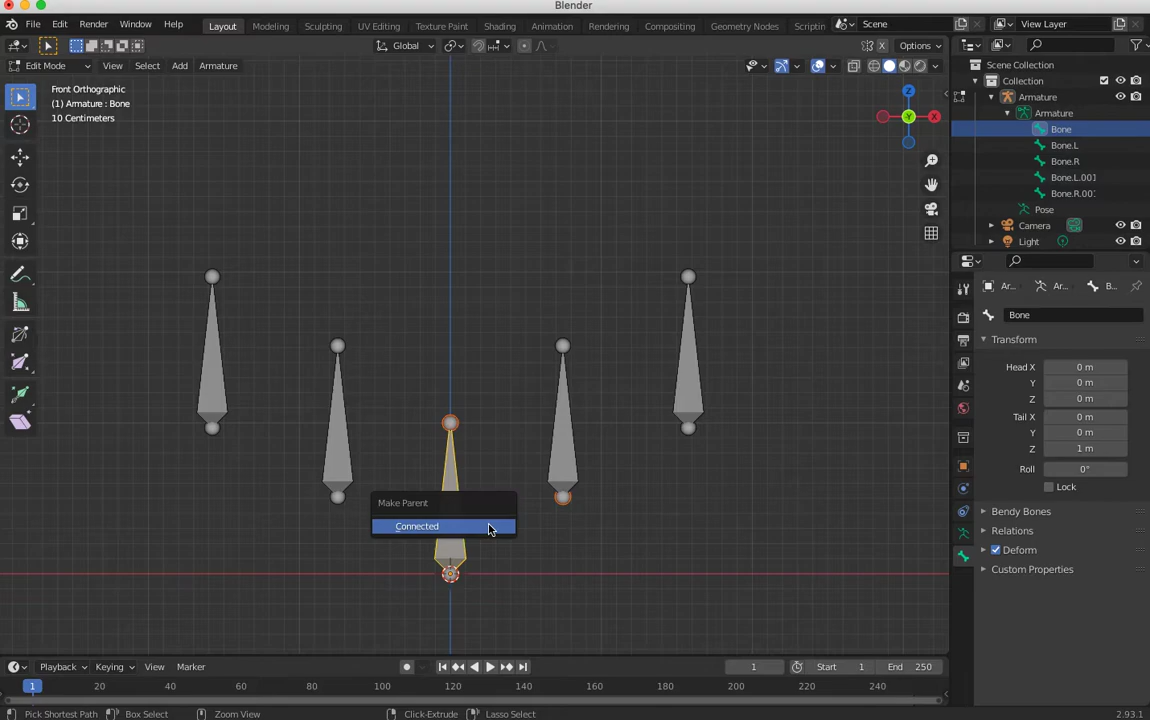 Blender
File Edit Render Window Help Layout Modeling Sculpting UV Editing Texture Paint Shading Animation Rendering Compositing Geometry Nodes Scriptin Scene View Layer
Global Options
Edit Mode View Select Add Armature
Front Orthographic
(1) Armature : Bone
10 Centimeters
Z
Y X
Make Parent
Connected
Scene Collection
Collection
Armature
Armature
Bone
Bone.L
Bone.R
Bone.L.001
Bone.R.00
Pose
Camera
Light
Ar... Ar... B...
Bone
Transform
Head X 0 m
Y 0 m
Z 0 m
Tail X 0 m
Y 0 m
Z 1 m
Roll 0°
Lock
Bendy Bones
Relations
Deform
Custom Properties
Playback Keying View Marker 1 Start 1 End 250
1 20 40 60 80 100 120 140 160 180 200 220 240
Pick Shortest Path Box Select Zoom View Click-Extrude Lasso Select 2.93.1